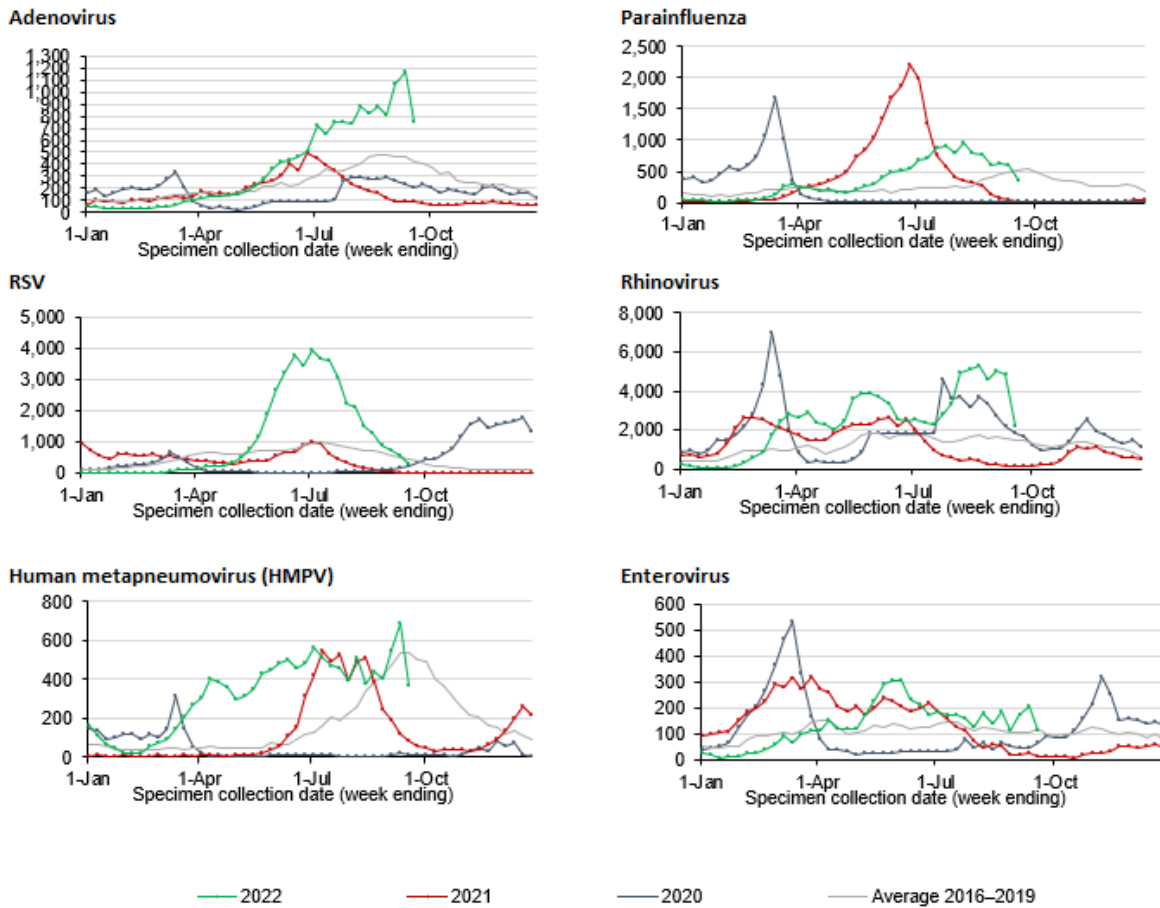 Adenovirus
1,300
1,200
1,100
1,000
900
800
700
600
500
400
300
200
100
0
1-Jan 1-Apr 1-Jul 1-Oct
Specimen collection date (week ending)
Parainfluenza
2,500
2,000
1,500
1,000
500
0
1-Jan 1-Apr 1-Jul 1-Oct
Specimen collection date (week ending)
RSV
5,000
4,000
3,000
2,000
1,000
0
1-Jan 1-Apr 1-Jul 1-Oct
Specimen collection date (week ending)
Rhinovirus
8,000
6,000
4,000
2,000
0
1-Jan 1-Apr 1-Jul 1-Oct
Specimen collection date (week ending)
Human metapneumovirus (HMPV)
800
600
400
200
0
1-Jan 1-Apr 1-Jul 1-Oct
Specimen collection date (week ending)
Enterovirus
600
500
400
300
200
100
0
1-Jan 1-Apr 1-Jul 1-Oct
Specimen collection date (week ending)
2022 2021 2020 Average 2016–2019